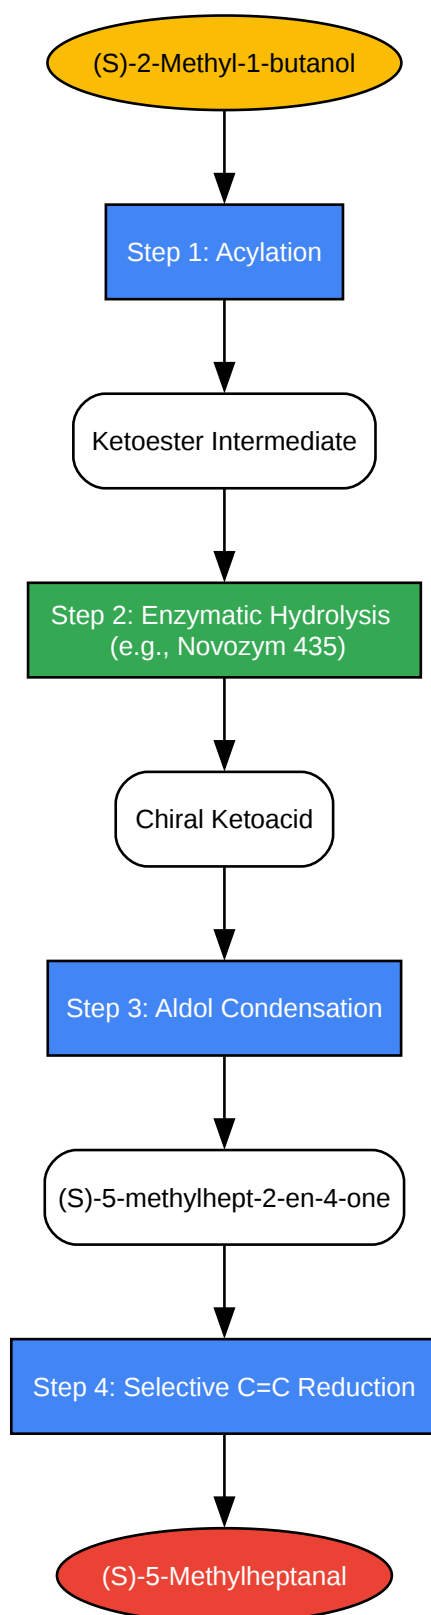 (S)-2-Methyl-1-butanol
Step 1: Acylation
Ketoester Intermediate
Step 2: Enzymatic Hydrolysis
(e.g., Novozym 435)
Chiral Ketoacid
Step 3: Aldol Condensation
(S)-5-methylhept-2-en-4-one
Step 4: Selective C=C Reduction
(S)-5-Methylheptanal